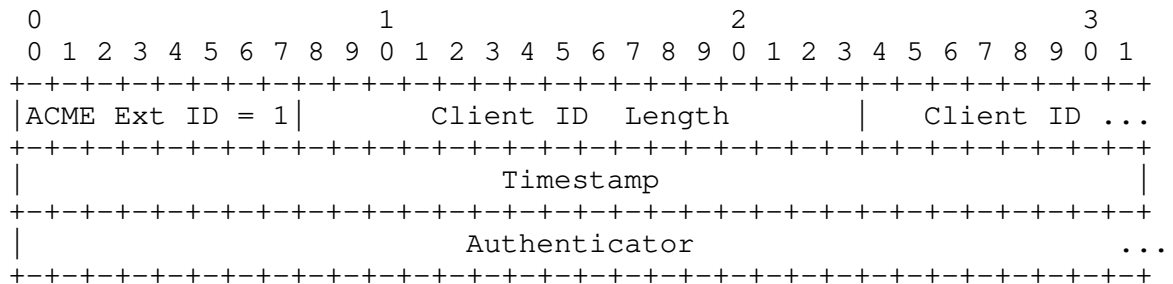 0                   1                   2                   3
 0 1 2 3 4 5 6 7 8 9 0 1 2 3 4 5 6 7 8 9 0 1 2 3 4 5 6 7 8 9 0 1
+-+-+-+-+-+-+-+-+-+-+-+-+-+-+-+-+-+-+-+-+-+-+-+-+-+-+-+-+-+-+-+-+
|ACME Ext ID = 1|       Client ID  Length       |   Client ID ...
+-+-+-+-+-+-+-+-+-+-+-+-+-+-+-+-+-+-+-+-+-+-+-+-+-+-+-+-+-+-+-+-+
|                           Timestamp                           |
+-+-+-+-+-+-+-+-+-+-+-+-+-+-+-+-+-+-+-+-+-+-+-+-+-+-+-+-+-+-+-+-+
|                         Authenticator                        ...
+-+-+-+-+-+-+-+-+-+-+-+-+-+-+-+-+-+-+-+-+-+-+-+-+-+-+-+-+-+-+-+-+